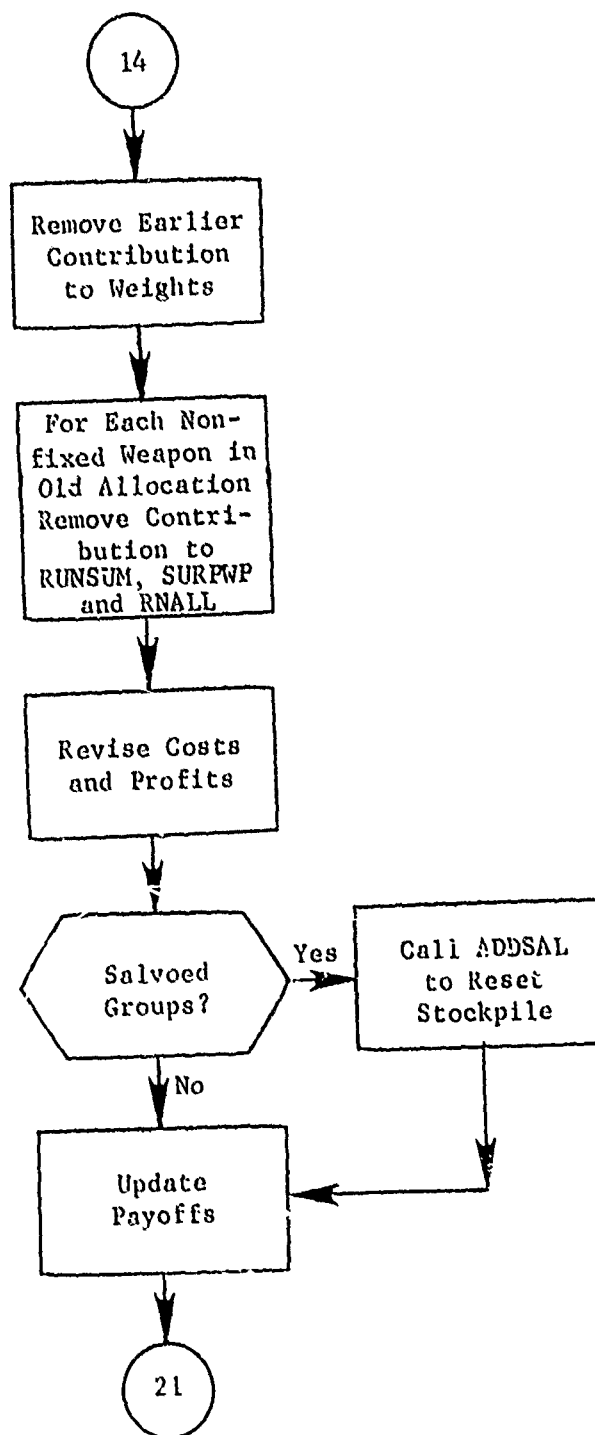 14
Remove Earlier
Contribution
to Weights
For Each Non-
fixed Weapon in
Old Allocation
Remove Contri-
bution to
RUNSUM, SURPWP
and RNALL
Revise Costs
and Profits
Salvoed
Groups?
Yes
Call ADDSAL
to Reset
Stockpile
No
Update
Payoffs
21